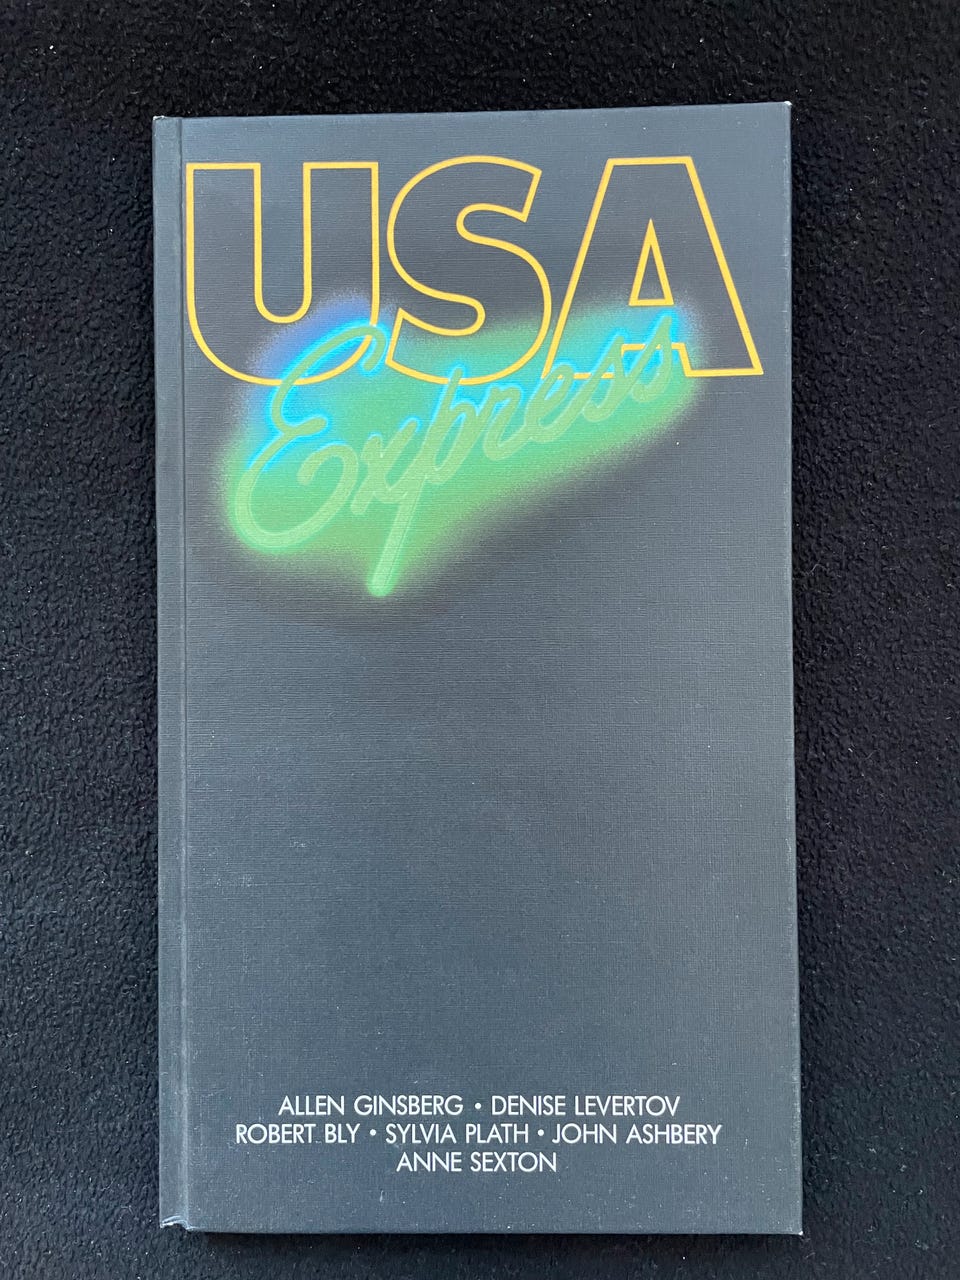 USA
Express
ALLEN GINSBERG • DENISE LEVERTOV
ROBERT BLY • SYLVIA PLATH • JOHN ASHBERY
ANNE SEXTON